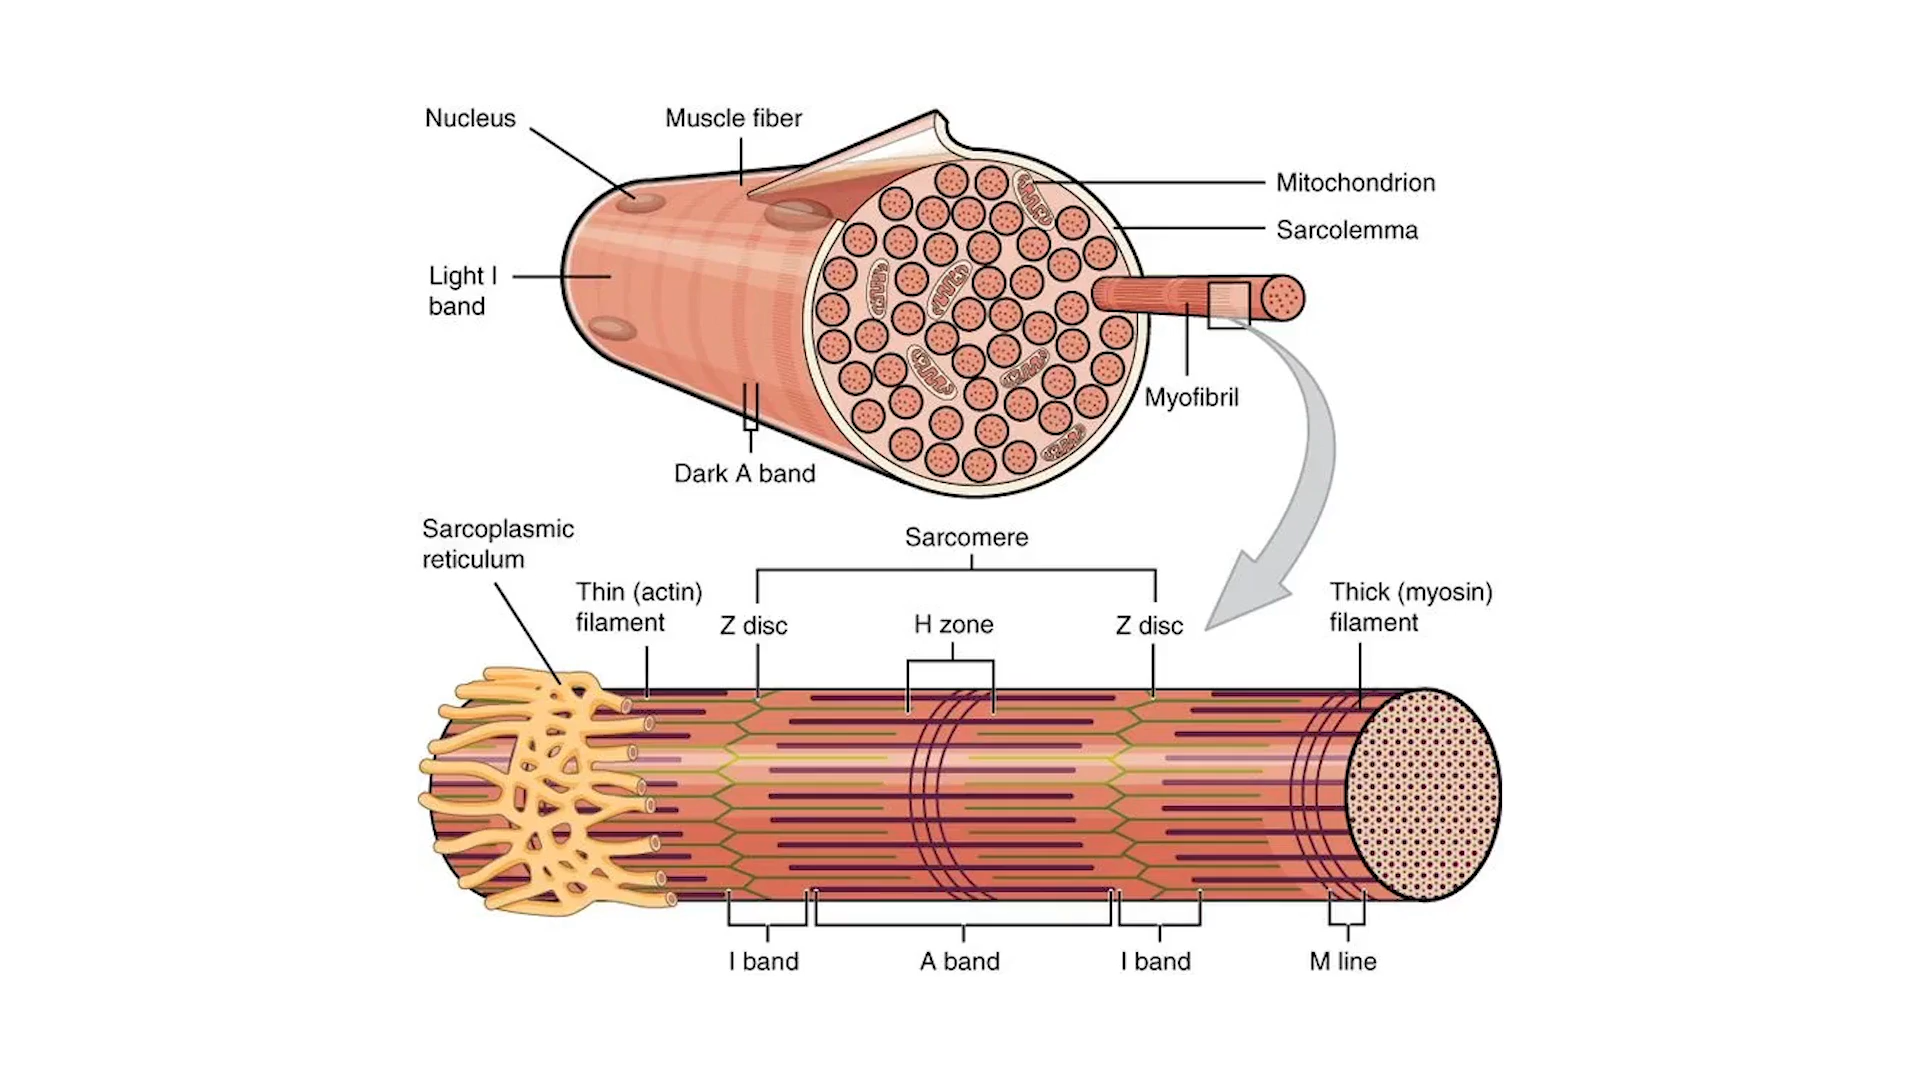 Nucleus
Muscle fiber
Mitochondrion
Sarcolemma
Light I
band
Myofibril
Dark A band
Sarcoplasmic
reticulum
Sarcomere
Thin (actin)
filament
Z disc
H zone
Z disc
Thick (myosin)
filament
I band
A band
I band
M line